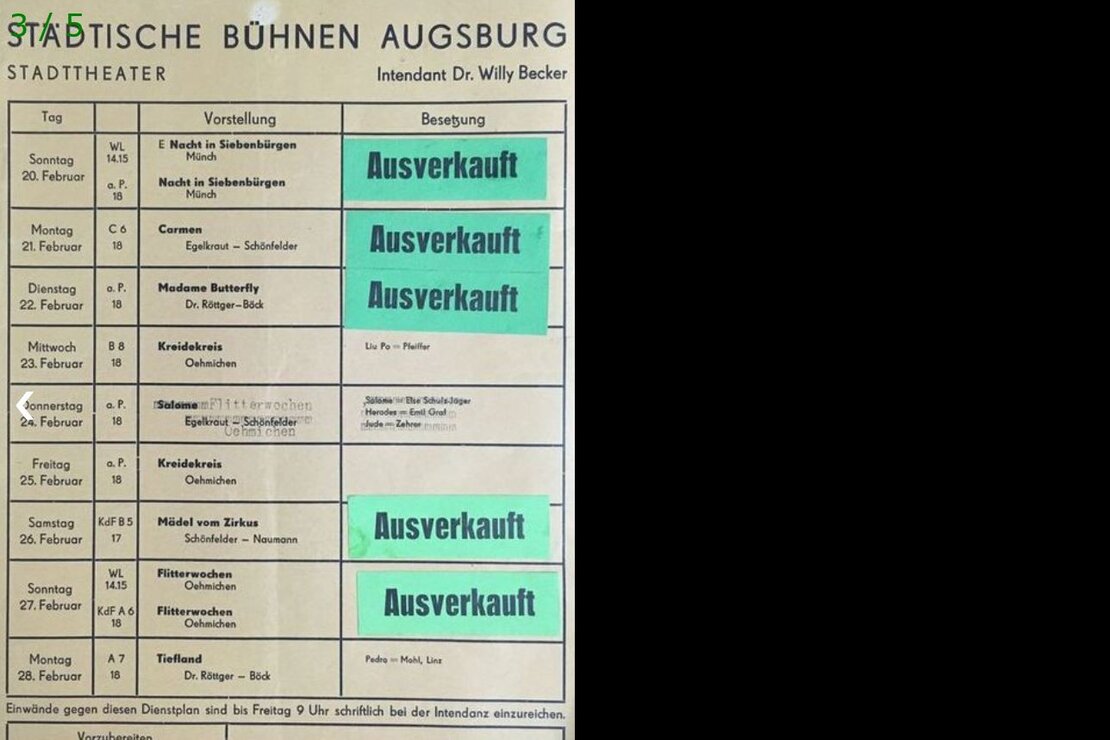 3 / 5
STÄDTISCHE BÜHNEN AUGSBURG
STADTTHEATER Intendant Dr. Willy Becker
Tag Vorstellung Besetzung
Sonntag 20. Februar
WL 14.15 E Nacht in Siebenbürgen
Münch
Ausverkauft
a. P. 18 Nacht in Siebenbürgen
Münch
Montag C 6 Carmen
21. Februar 18 Egelkraut – Schönfelder
Ausverkauft
Dienstag a. P. Madame Butterfly
22. Februar 18 Dr. Röttger–Böck
Ausverkauft
Mittwoch B 8 Kreidekreis Liu Po = Pfeiffer
23. Februar 18 Oehmichen
Donnerstag a. P. Salome Flitterwochen Salome = Else Schulz-Jäger
Herodes = Emil Graf
24. Februar 18 Egelkraut – Schönfelder Jude = Zehrer
Oehmichen
Freitag a. P. Kreidekreis
25. Februar 18 Oehmichen
Samstag KdF B 5 Mädel vom Zirkus
26. Februar 17 Schönfelder – Naumann
Ausverkauft
Sonntag 27. Februar
WL 14.15 Flitterwochen
Oehmichen
Ausverkauft
KdF A 6 18 Flitterwochen
Oehmichen
Montag A 7 Tiefland Pedro = Mohl, Linz
28. Februar 18 Dr. Röttger – Böck
Einwände gegen diesen Dienstplan sind bis Freitag 9 Uhr schriftlich bei der Intendanz einzureichen.
Vorzubereiten